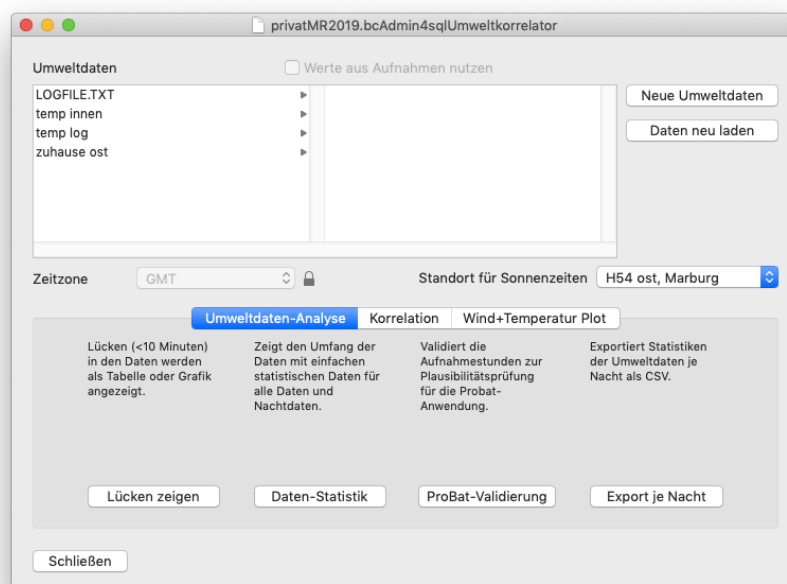 privatMR2019.bcAdmin4sqlUmweltkorrelator
Umweltdaten
Werte aus Aufnahmen nutzen
LOGFILE.TXT
temp innen
temp log
zuhause ost
Neue Umweltdaten
Daten neu laden
Zeitzone
GMT
Standort für Sonnenzeiten
H54 ost, Marburg
Umweltdaten-Analyse
Korrelation
Wind+Temperatur Plot
Lücken (<10 Minuten)
in den Daten werden
als Tabelle oder Grafik
angezeigt.
Zeigt den Umfang der
Daten mit einfachen
statistischen Daten für
alle Daten und
Nachtdaten.
Validiert die
Aufnahmestunden zur
Plausibilitätsprüfung
für die Probat-
Anwendung.
Exportiert Statistiken
der Umweltdaten je
Nacht als CSV.
Lücken zeigen
Daten-Statistik
ProBat-Validierung
Export je Nacht
Schließen